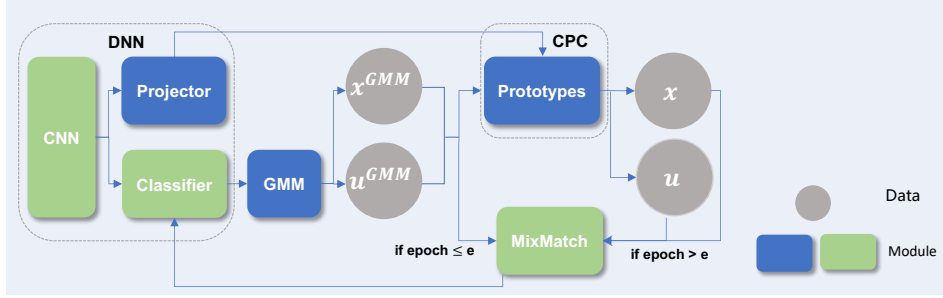 DNN
CPC
CNN
Projector
Classifier
GMM
x^{GMM}
u^{GMM}
Prototypes
x
u
MixMatch
if epoch ≤ e
if epoch > e
Data
Module